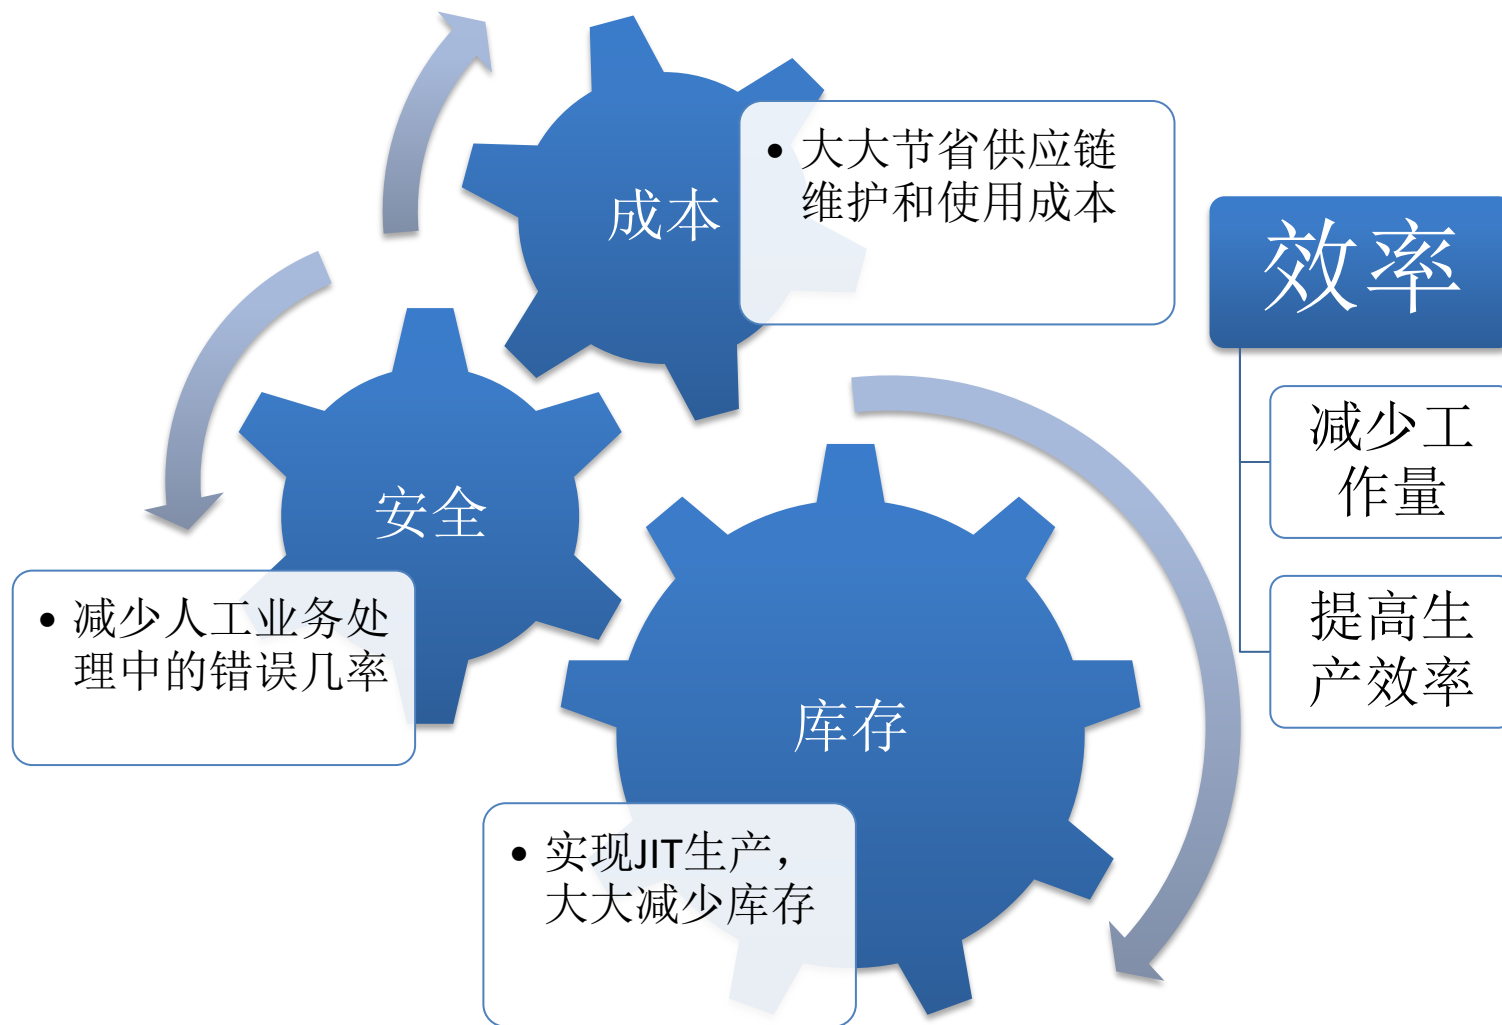 成本
大大节省供应链
维护和使用成本
安全
减少人工业务处
理中的错误几率
库存
实现JIT生产，
大大减少库存
效率
减少工
作量
提高生
产效率